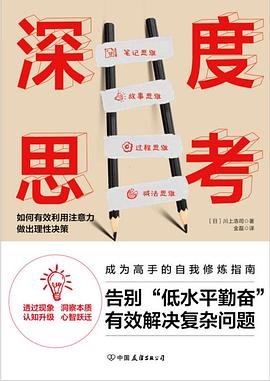 深度
思考
笔记思维
故事思维
过程思维
减法思维
如何有效利用注意力
做出理性决策
［日］川上浩司 著
金磊 译
透过现象 洞察本质
认知升级 心智跃迁
成为高手的自我修炼指南
告别“低水平勤奋”
有效解决复杂问题
中国友谊出版公司